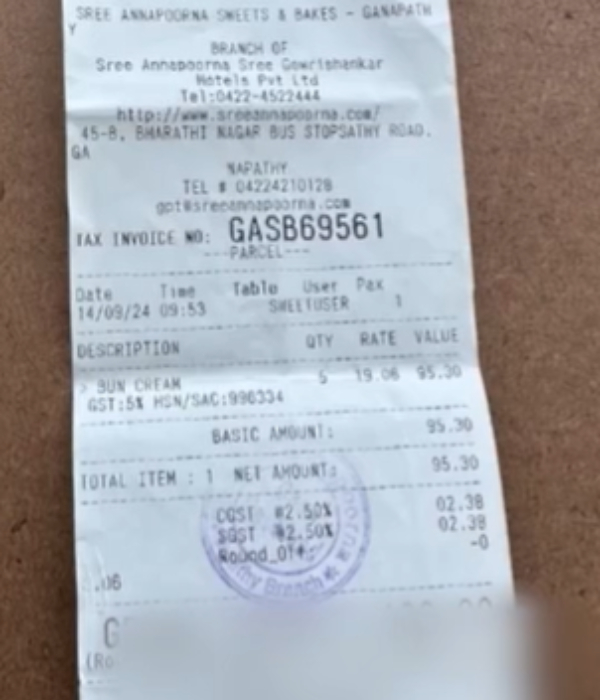 SREE ANNAPOORNA SWEETS & BAKES - GANAPATH
Y
BRANCH OF
Sree Annapoorna Sree Gowrishankar
Hotels Pvt Ltd
Tel:0422-4522444
http://www.sreeannapoorna.com/
45-B, BHARATHI NAGAR BUS STOPSATHY ROAD,
GA
NAPATHY
TEL # 04224210128
gpt@sreeannapoorna.com
TAX INVOICE NO: GASB69561
---PARCEL---
Date Time Table User Pax
14/09/24 09:53 SWEETUSER 1
DESCRIPTION QTY RATE VALUE
> BUN CREAM 5 19.06 95.30
GST:5% HSN/SAC:996334
BASIC AMOUNT: 95.30
TOTAL ITEM : 1 NET AMOUNT: 95.30
CGST @2.50% 02.38
SGST @2.50% 02.38
Round_Off: -0
.06
G
(Ro